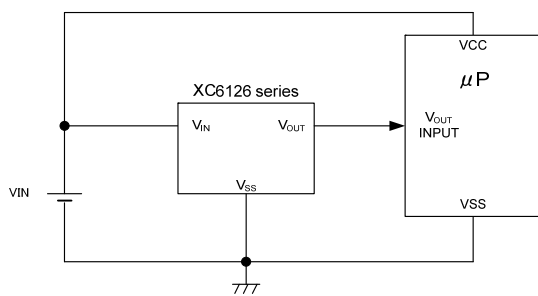 VCC
μP
XC6126 series
VIN
VOUT
VOUT
INPUT
VSS
VIN
VSS